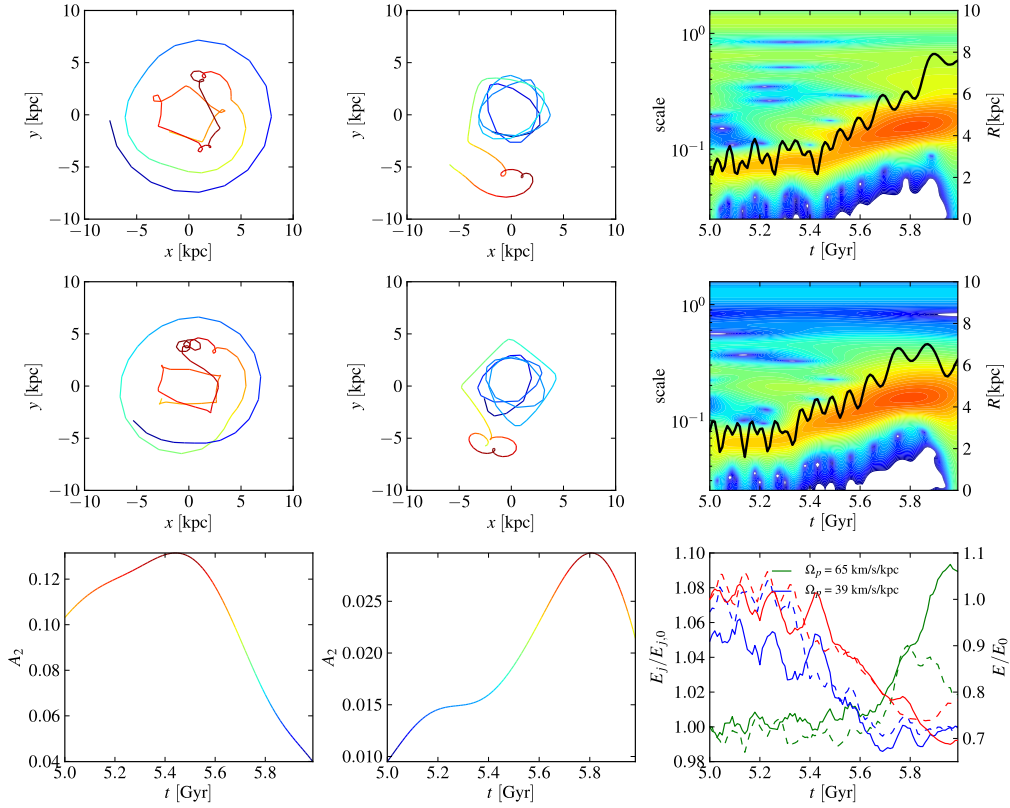 10
5
0
−5
−10
y [kpc]
−10 −5 0 5 10
x [kpc]
10
5
0
−5
−10
y [kpc]
−10 −5 0 5 10
x [kpc]
10⁰
10⁻¹
scale
10
8
6
4
2
0
R[kpc]
5.0 5.2 5.4 5.6 5.8
t [Gyr]
10
5
0
−5
−10
y [kpc]
−10 −5 0 5 10
x [kpc]
10
5
0
−5
−10
y [kpc]
−10 −5 0 5 10
x [kpc]
10⁰
10⁻¹
scale
10
8
6
4
2
0
R[kpc]
5.0 5.2 5.4 5.6 5.8
t [Gyr]
0.12
0.10
0.08
0.06
0.04
A₂
5.0 5.2 5.4 5.6 5.8
t [Gyr]
0.025
0.020
0.015
0.010
A₂
5.0 5.2 5.4 5.6 5.8
t [Gyr]
1.10
1.08
1.06
1.04
1.02
1.00
0.98
E_j/E_{j,0}
Ω_p = 65 km/s/kpc
Ω_p = 39 km/s/kpc
1.1
1.0
0.9
0.8
0.7
E/E₀
5.0 5.2 5.4 5.6 5.8
t [Gyr]